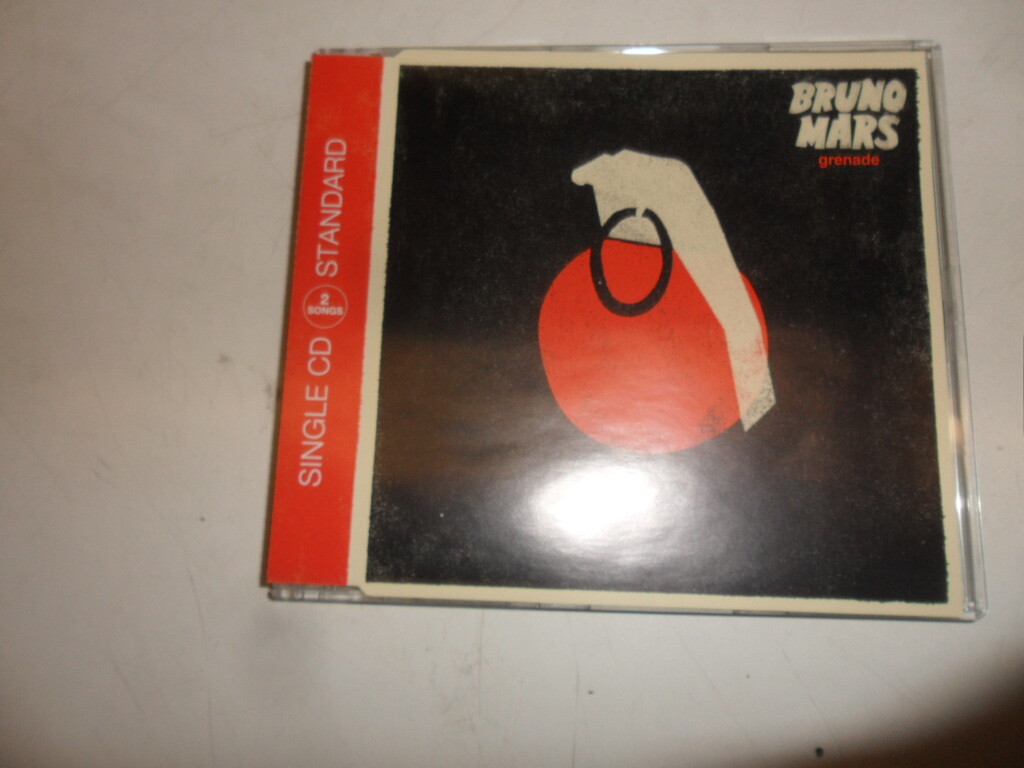 BRUNO
MARS
grenade
SINGLE CD 2 SONGS STANDARD